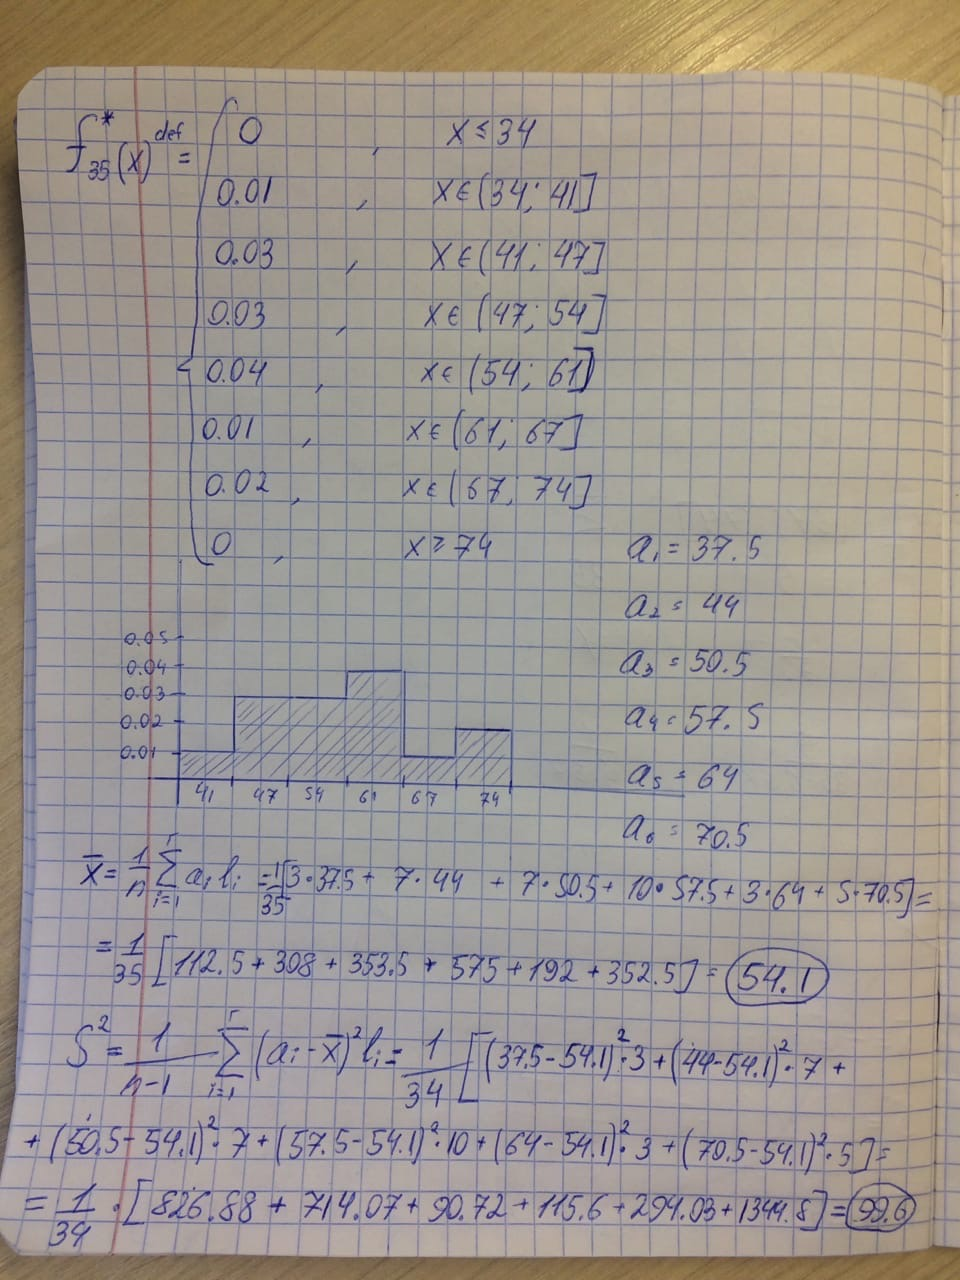 f*₃₅(x) def= { 0 , x ≤ 34
0.01 , x ∈ (34; 41]
0.03 , x ∈ (41; 47]
0.03 , x ∈ (47; 54]
0.04 , x ∈ (54; 61]
0.01 , x ∈ (61; 67]
0.02 , x ∈ (67; 74]
0 , x ≥ 74
a₁ = 37.5
a₂ = 44
a₃ = 50.5
a₄ = 57.5
a₅ = 64
a₆ = 70.5
0.05
0.04
0.03
0.02
0.01
41 47 54 61 67 74
x̄ = 1/n Σ_{i=1}^{r} aᵢlᵢ = 1/35 [3·37.5 + 7·44 + 7·50.5 + 10·57.5 + 3·64 + 5·70.5] =
= 1/35 [112.5 + 308 + 353.5 + 575 + 192 + 352.5] = 54.1
S² = 1/(n-1) Σ_{i=1}^{r} (aᵢ - x̄)² lᵢ = 1/34 [(37.5 - 54.1)²·3 + (44 - 54.1)²·7 +
+ (50.5 - 54.1)²·7 + (57.5 - 54.1)²·10 + (64 - 54.1)²·3 + (70.5 - 54.1)²·5] =
= 1/34 · [826.88 + 714.07 + 90.72 + 115.6 + 294.03 + 1344.8] = 99.6